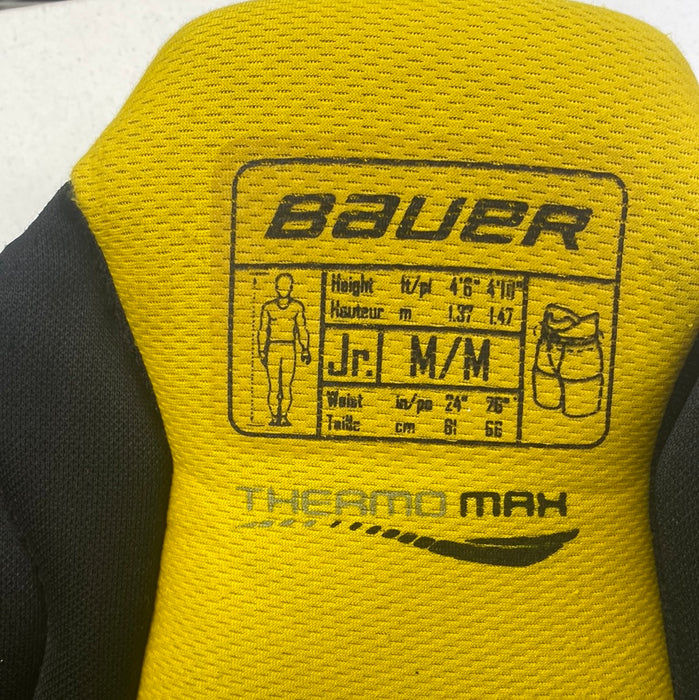 BAUER
Height ft/pi 4'6" 4'10"
Hauteur m 1.37 1.47
Jr. M/M
Waist in/po 24" 26"
Taille cm 61 66
THERMO MAX